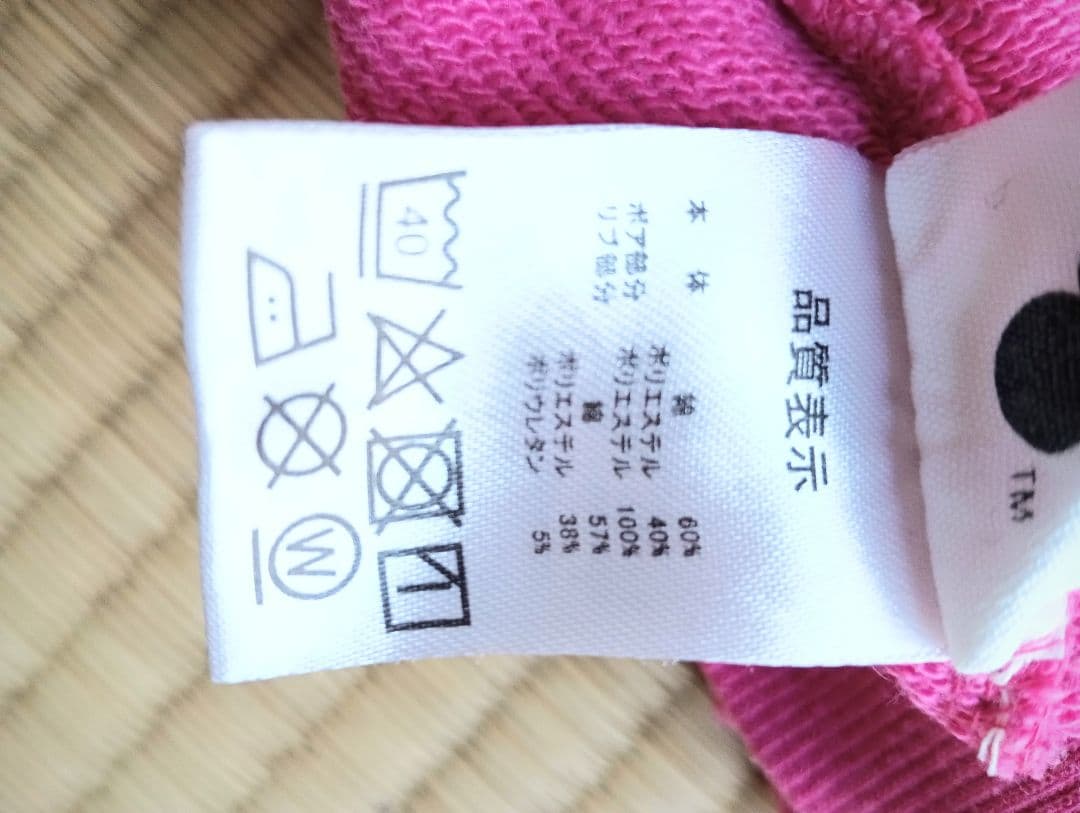 品質表示
本体 綿 60%
ポリエステル 40%
ボア部分 ポリエステル 100%
リブ部分 綿 57%
ポリエステル 38%
ポリウレタン 5%
40
W
TM